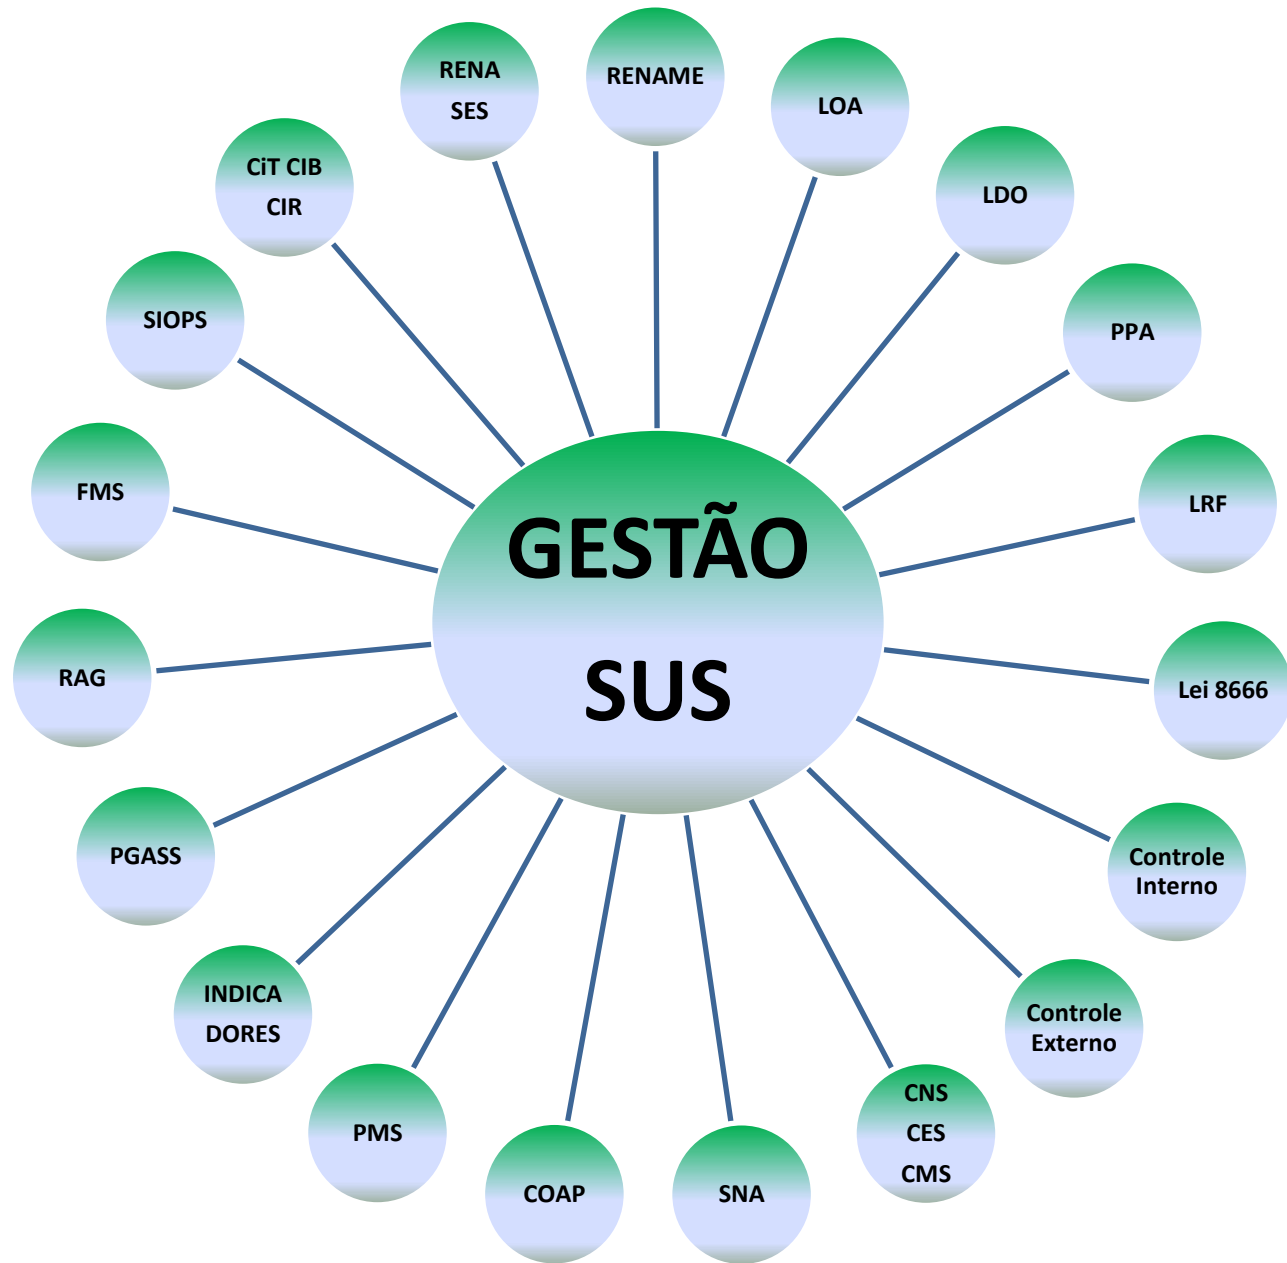 GESTÃO
SUS
RENAME
LOA
LDO
PPA
LRF
Lei 8666
Controle
Interno
Controle
Externo
CNS
CES
CMS
SNA
COAP
PMS
INDICA
DORES
PGASS
RAG
FMS
SIOPS
CiT CIB
CIR
RENA
SES